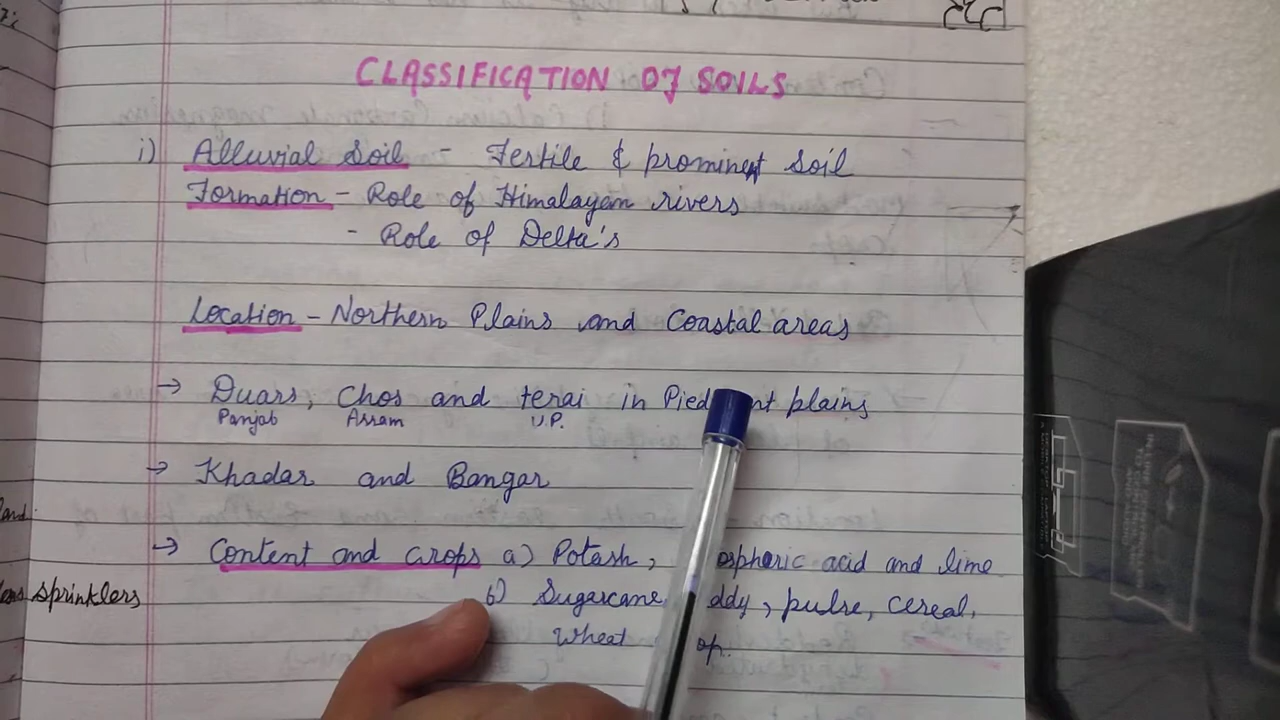 CLASSIFICATION OF SOILS
i) Alluvial Soil - Fertile & prominent soil
Formation - Role of Himalayan rivers
- Role of Delta's
Location - Northern Plains and Coastal areas
→ Duars, Chos and terai in Pied nt plains
Panjab Assam U.P.
→ Khadar and Bangar
→ Content and crops a) Potash, ospheric acid and lime
sprinklers
b) Sugarcane ddy, pulse, cereal,
Wheat op.